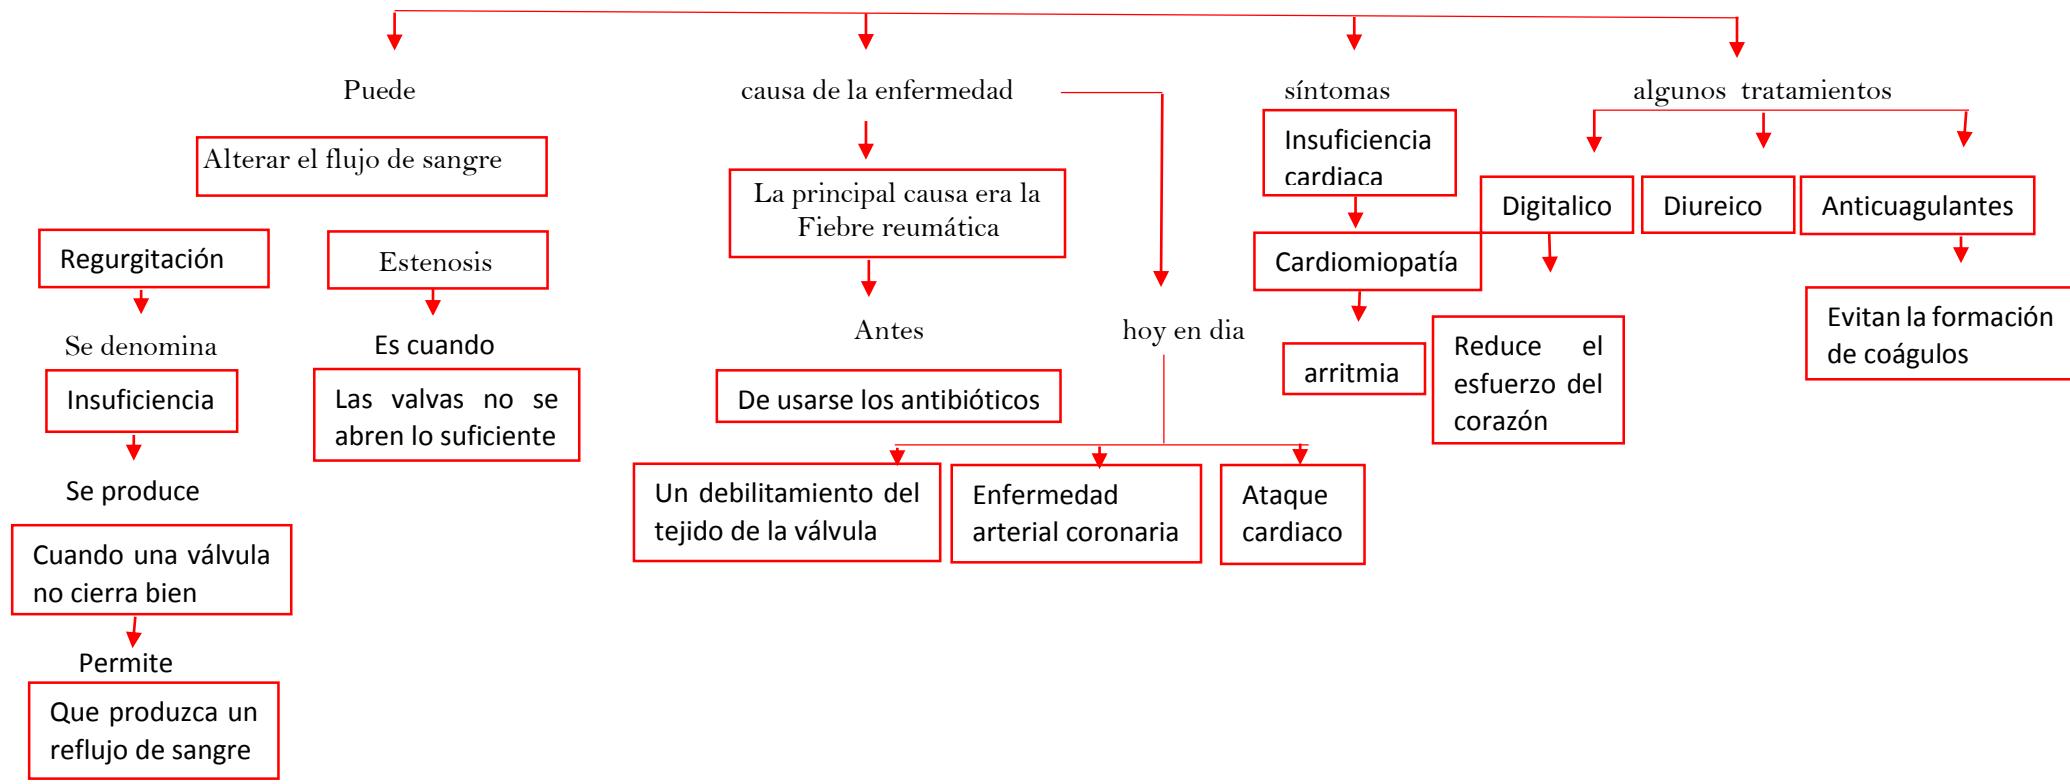 Puede
Alterar el flujo de sangre
Regurgitación
Se denomina
Insuficiencia
Se produce
Cuando una válvula
no cierra bien
Permite
Que produzca un
reflujo de sangre
Estenosis
Es cuando
Las valvas no se
abren lo suficiente
causa de la enfermedad
La principal causa era la
Fiebre reumática
Antes
De usarse los antibióticos
hoy en dia
Un debilitamiento del
tejido de la válvula
Enfermedad
arterial coronaria
Ataque
cardiaco
síntomas
Insuficiencia
cardiaca
Cardiomiopatía
arritmia
algunos tratamientos
Digitalico
Reduce el
esfuerzo del
corazón
Diureico
Anticuagulantes
Evitan la formación
de coágulos